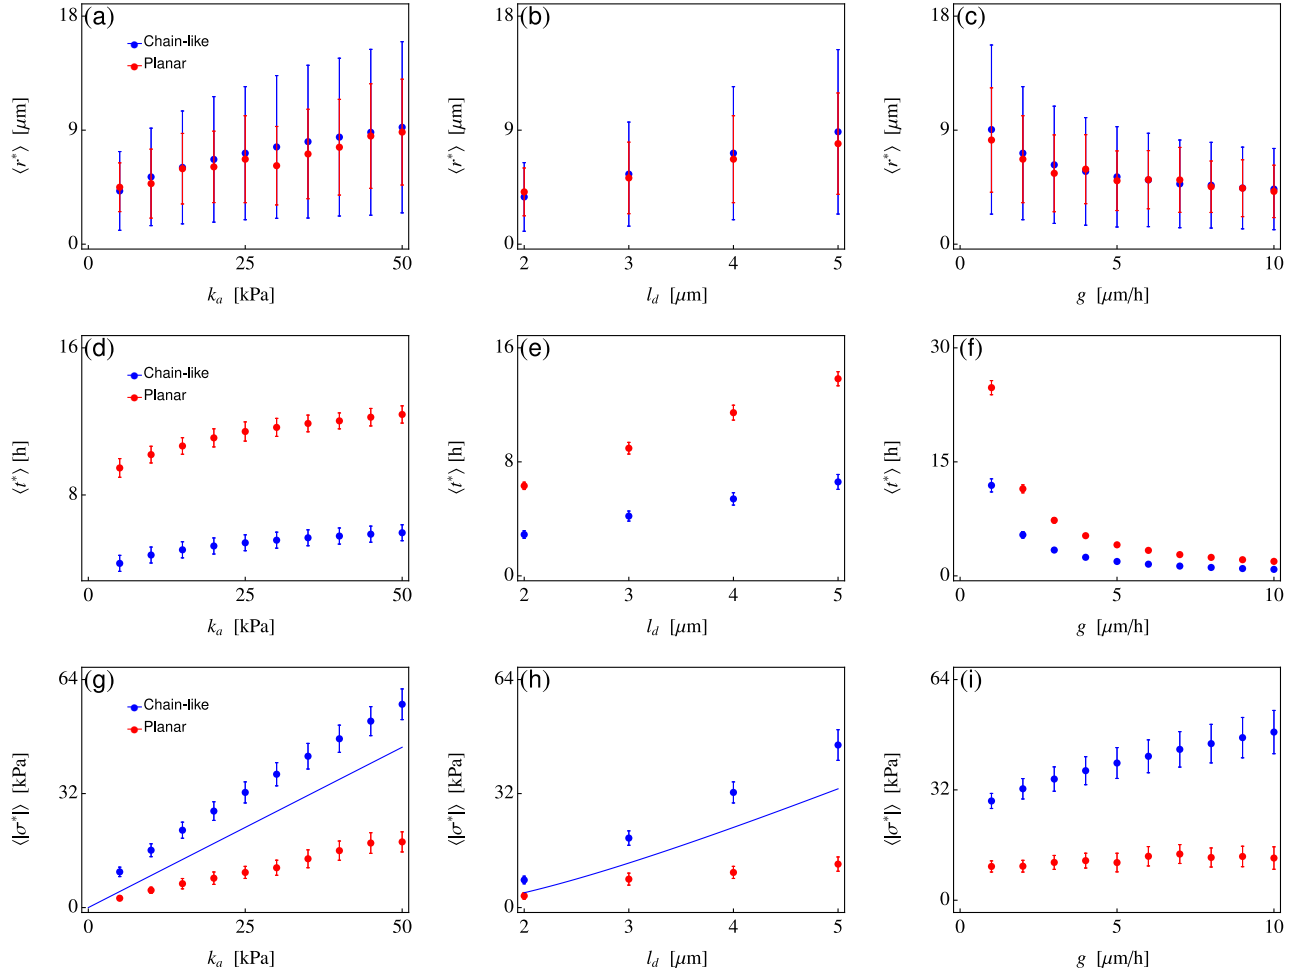 (a)
18
9
0
⟨r*⟩ [μm]
Chain-like
Planar
0 25 50
k_a [kPa]
(b)
18
9
0
⟨r*⟩ [μm]
2 3 4 5
l_d [μm]
(c)
18
9
0
⟨r*⟩ [μm]
0 5 10
g [μm/h]
(d)
16
8
⟨t*⟩ [h]
Chain-like
Planar
0 25 50
k_a [kPa]
(e)
16
8
0
⟨t*⟩ [h]
2 3 4 5
l_d [μm]
(f)
30
15
0
⟨t*⟩ [h]
0 5 10
g [μm/h]
(g)
64
32
0
⟨|σ*|⟩ [kPa]
Chain-like
Planar
0 25 50
k_a [kPa]
(h)
64
32
0
⟨|σ*|⟩ [kPa]
2 3 4 5
l_d [μm]
(i)
64
32
0
⟨|σ*|⟩ [kPa]
0 5 10
g [μm/h]